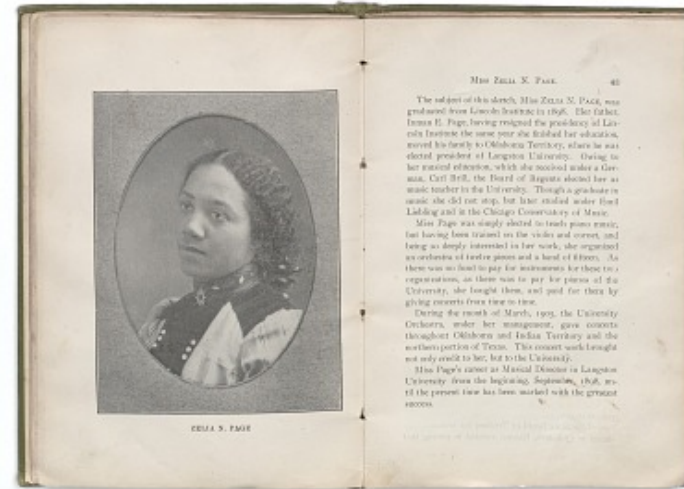 ZELIA N. PAGE
MISS ZELIA N. PAGE. 43
The subject of this sketch, MISS ZELIA N. PAGE, was
graduated from Lincoln Institute in 1898. Her father,
Inman E. Page, having resigned the presidency of Lin-
coln Institute the same year she finished her education,
moved his family to Oklahoma Territory, where he was
elected president of Langston University. Owing to
her musical education, which she received under a Ger-
man, Carl Brill, the Board of Regents elected her as
music teacher in the University. Though a graduate in
music she did not stop, but later studied under Emil
Liebling and in the Chicago Conservatory of Music.
Miss Page was simply elected to teach piano music,
but having been trained on the violin and cornet, and
being so deeply interested in her work, she organized
an orchestra of twelve pieces and a band of fifteen. As
there was no fund to pay for instruments for these two
organizations, as there was to pay for pianos of the
University, she bought them, and paid for them by
giving concerts from time to time.
During the month of March, 1903, the University
Orchestra, under her management, gave concerts
throughout Oklahoma and Indian Territory and the
northern portion of Texas. This concert work brought
not only credit to her, but to the University.
Miss Page's career as Musical Director in Langston
University from the beginning, September, 1898, un-
til the present time has been marked with the greatest
success.